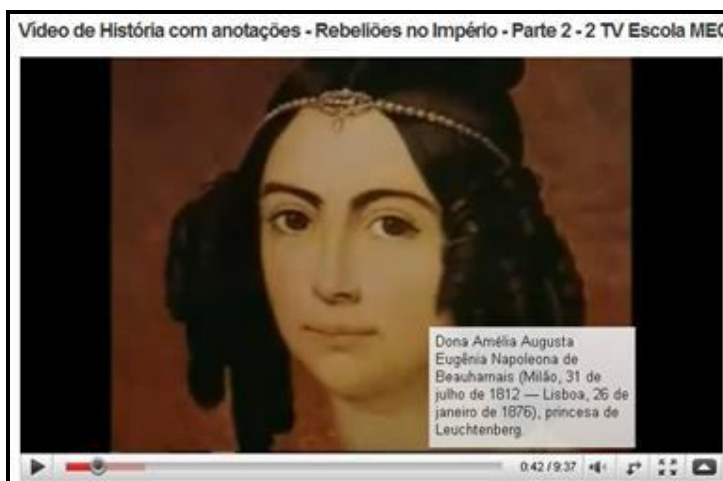 Vídeo de História com anotações - Rebeliões no Império - Parte 2 - 2 TV Escola MEC
Dona Amélia Augusta
Eugênia Napoleona de
Beauharnais (Milão, 31 de
julho de 1812 — Lisboa, 26 de
janeiro de 1876), princesa de
Leuchtenberg.
0:42 / 9:37